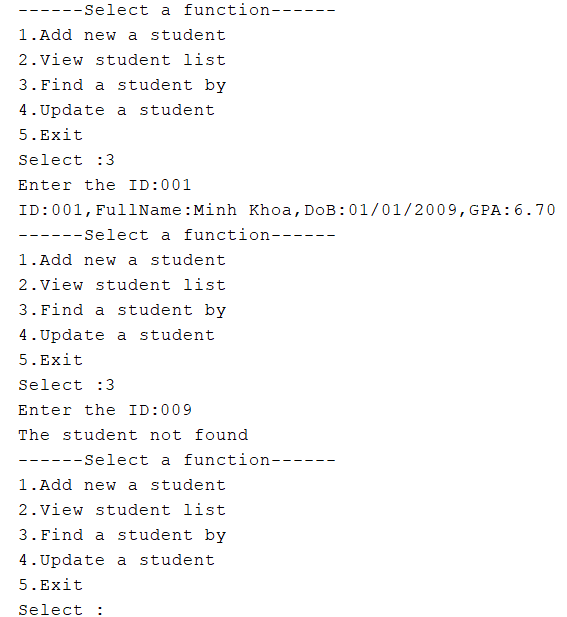 ------Select a function------
1.Add new a student
2.View student list
3.Find a student by
4.Update a student
5.Exit
Select :3
Enter the ID:001
ID:001,FullName:Minh Khoa,DoB:01/01/2009,GPA:6.70
------Select a function------
1.Add new a student
2.View student list
3.Find a student by
4.Update a student
5.Exit
Select :3
Enter the ID:009
The student not found
------Select a function------
1.Add new a student
2.View student list
3.Find a student by
4.Update a student
5.Exit
Select :